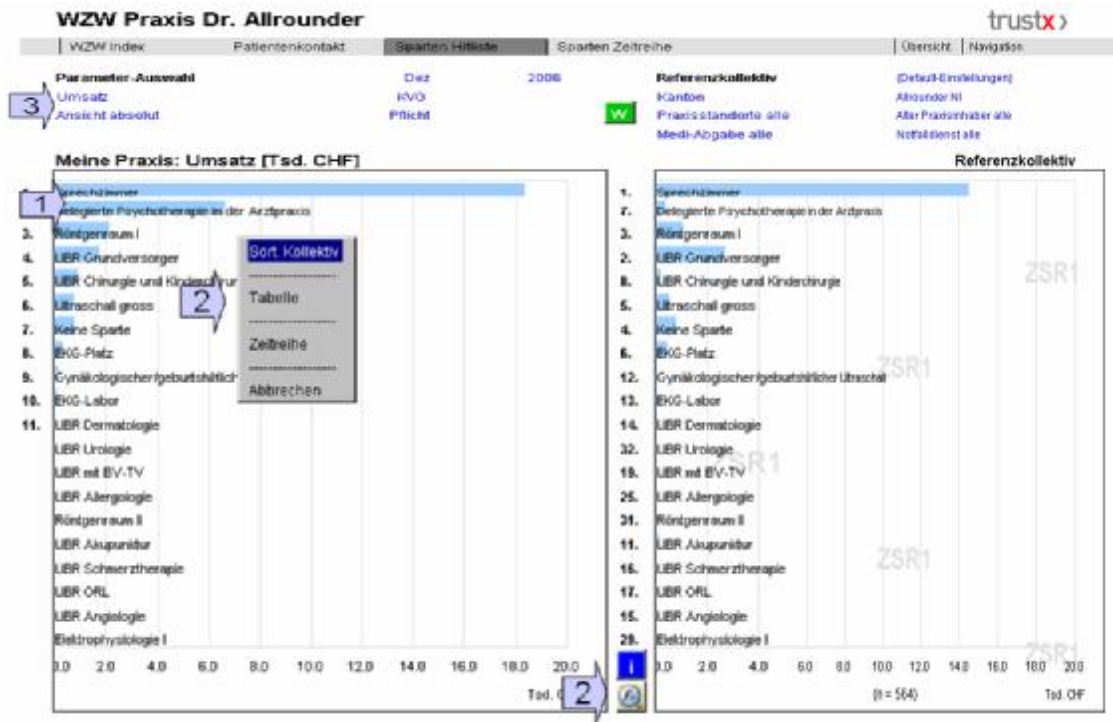 WZW Praxis Dr. Allrounder
trustx
WZW Index Patientenkontakt Sparten Hitliste Sparten Zeitreihe Übersicht Navigation
Parameter-Auswahl Dez 2006 Referenzkollektiv (Default-Einstellungen)
3 Umsatz KVG Kanton Allrounder NI
Ansicht absolut Pflicht W Praxisstandorte alle Alter Praxisinhaber alle
Medi-Abgabe alle Notfalldienst alle
Meine Praxis: Umsatz [Tsd. CHF] Referenzkollektiv
Sprechzimmer 1. Sprechzimmer
1 Delegierte Psychotherapie in der Arztpraxis 7. Delegierte Psychotherapie in der Arztpraxis
3. Röntgenraum I 3. Röntgenraum I
4. UBR Grundversorger 2. UBR Grundversorger
5. UBR Chirurgie und Kinderchirur 8. UBR Chirurgie und Kinderchirurgie
6. Ultraschall gross 5. Ultraschall gross
7. Keine Sparte 4. Keine Sparte
8. EKG-Platz 6. EKG-Platz
9. Gynäkologischer/geburtshilflich 12. Gynäkologischer/geburtshilflicher Ultraschall
10. EKG-Labor 13. EKG-Labor
11. UBR Dermatologie 14. UBR Dermatologie
UBR Urologie 32. UBR Urologie
UBR mit BV-TV 19. UBR mit BV-TV
UBR Allergologie 25. UBR Allergologie
Röntgenraum II 31. Röntgenraum II
UBR Akupunktur 11. UBR Akupunktur
UBR Schmerztherapie 16. UBR Schmerztherapie
UBR ORL 17. UBR ORL
UBR Angiologie 15. UBR Angiologie
Elektrophysiologie I 29. Elektrophysiologie I
Sort. Kollektiv
2 Tabelle
Zeitreihe
Abbrechen
ZSR1
ZSR1
ZSR1
ZSR1
ZSR1
0.0 2.0 4.0 6.0 8.0 10.0 12.0 14.0 16.0 18.0 20.0 i 0.0 2.0 4.0 6.0 8.0 10.0 12.0 14.0 16.0 18.0 20.0
Tsd. C 2 (n = 564) Tsd. CHF